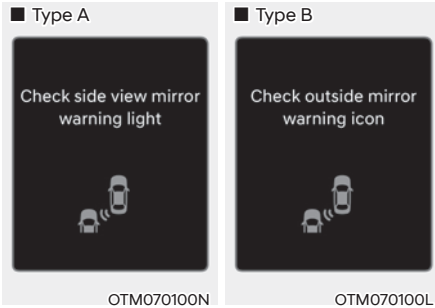 ■ Type A
Check side view mirror
warning light
OTM070100N
■ Type B
Check outside mirror
warning icon
OTM070100L